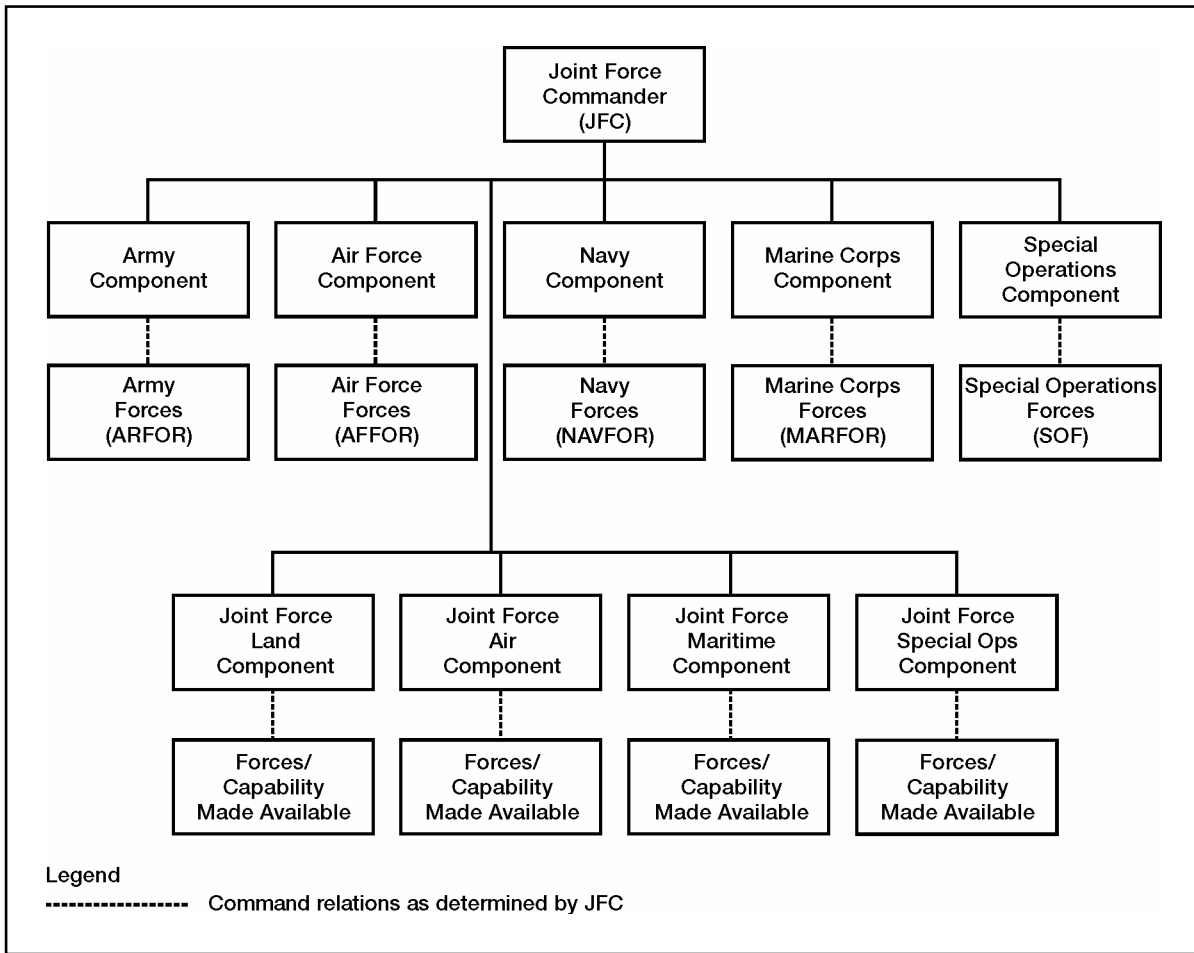 Joint Force
Commander
(JFC)
Army
Component
Air Force
Component
Navy
Component
Marine Corps
Component
Special
Operations
Component
Army
Forces
(ARFOR)
Air Force
Forces
(AFFOR)
Navy
Forces
(NAVFOR)
Marine Corps
Forces
(MARFOR)
Special Operations
Forces
(SOF)
Joint Force
Land
Component
Joint Force
Air
Component
Joint Force
Maritime
Component
Joint Force
Special Ops
Component
Forces/
Capability
Made Available
Forces/
Capability
Made Available
Forces/
Capability
Made Available
Forces/
Capability
Made Available
Legend
Command relations as determined by JFC